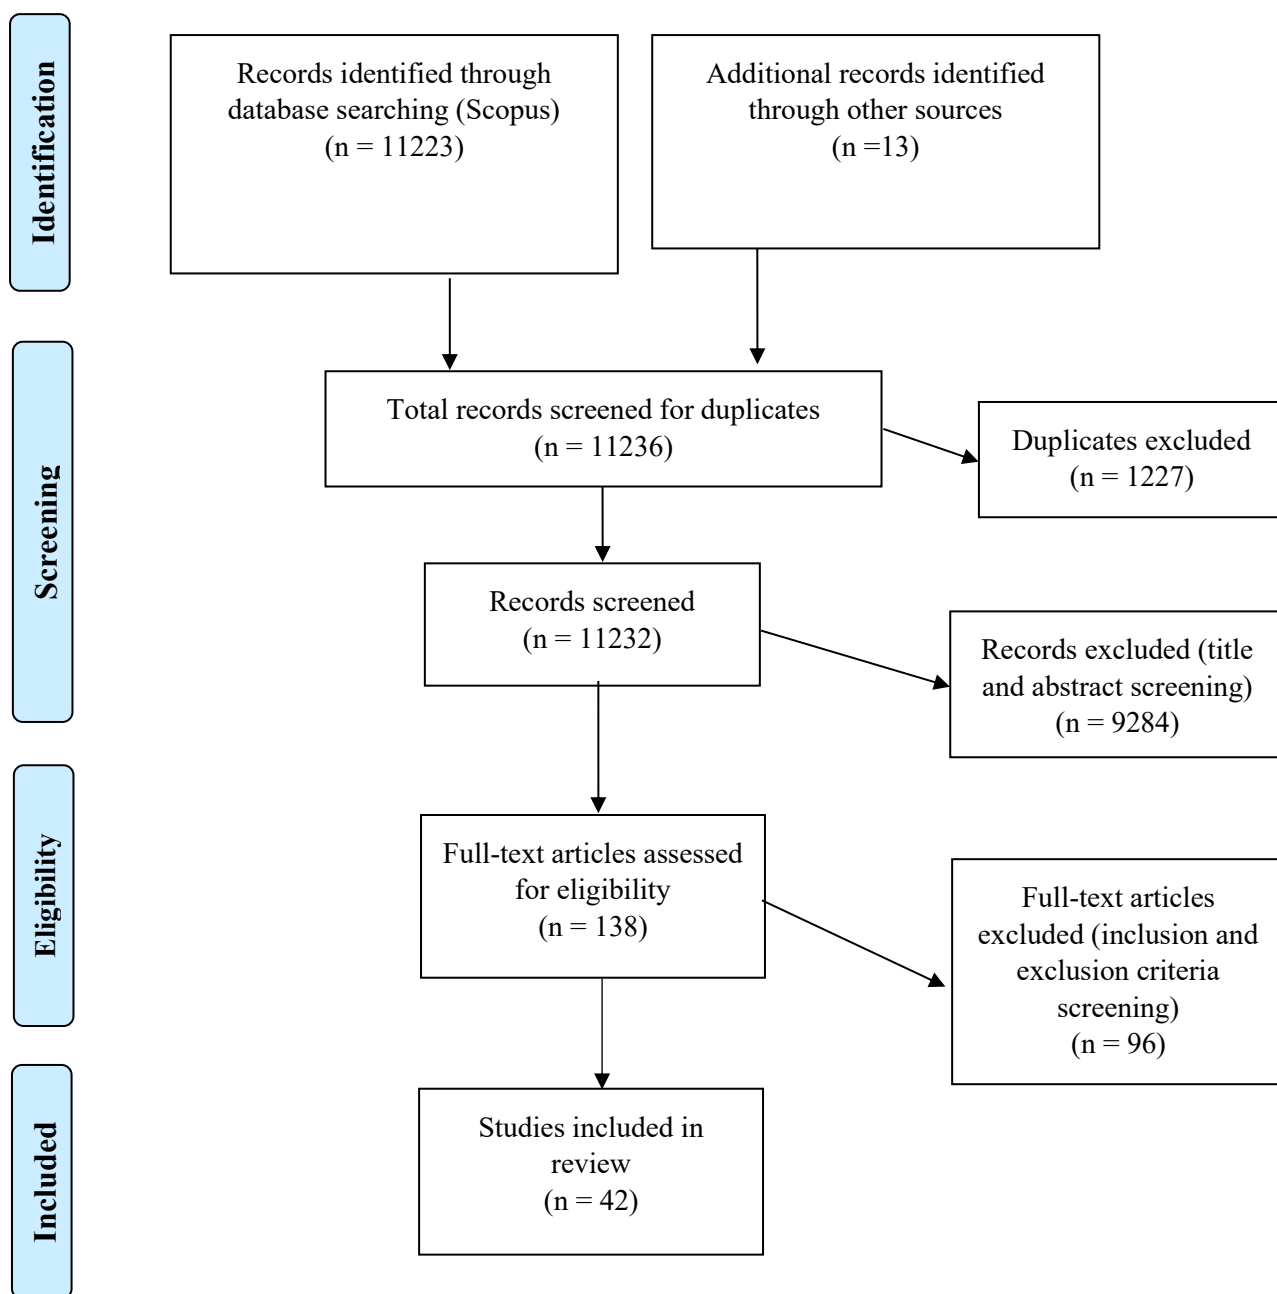 Identification
Records identified through
database searching (Scopus)
(n = 11223)
Additional records identified
through other sources
(n =13)
Screening
Total records screened for duplicates
(n = 11236)
Duplicates excluded
(n = 1227)
Records screened
(n = 11232)
Records excluded (title
and abstract screening)
(n = 9284)
Eligibility
Full-text articles assessed
for eligibility
(n = 138)
Full-text articles
excluded (inclusion and
exclusion criteria
screening)
(n = 96)
Included
Studies included in
review
(n = 42)